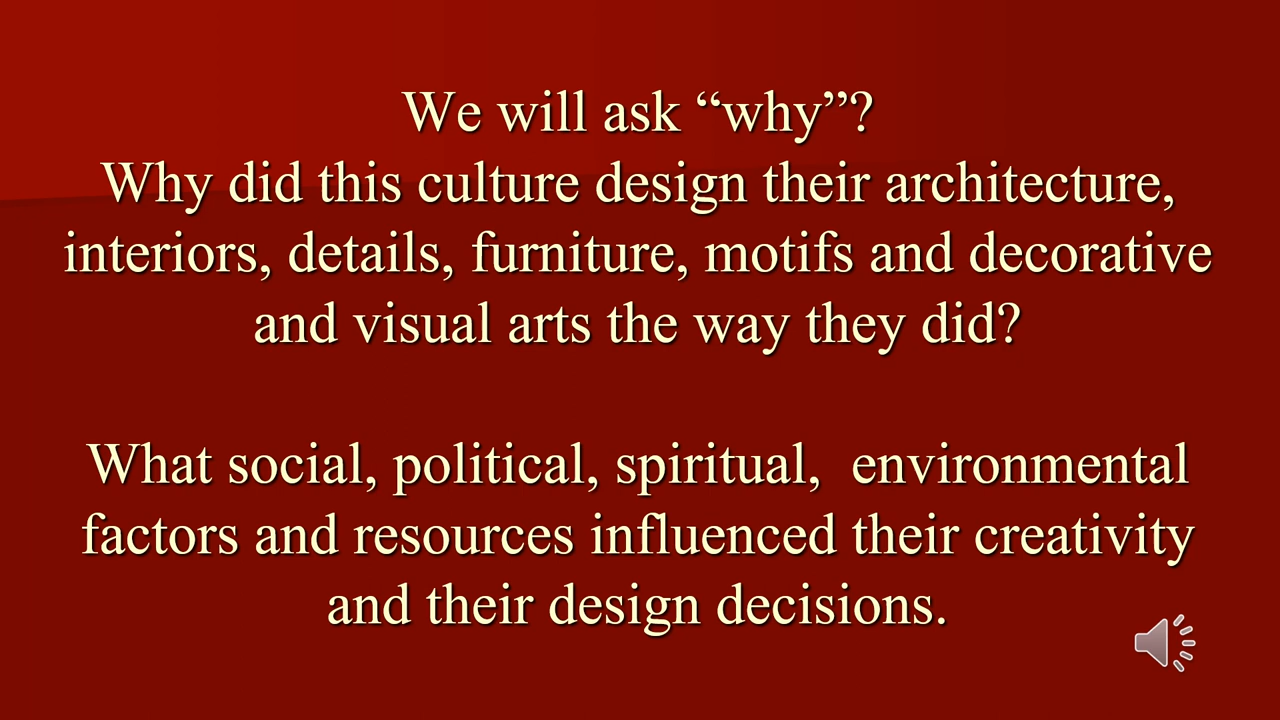 We will ask “why”?
Why did this culture design their architecture,
interiors, details, furniture, motifs and decorative
and visual arts the way they did?
What social, political, spiritual,  environmental
factors and resources influenced their creativity
and their design decisions.